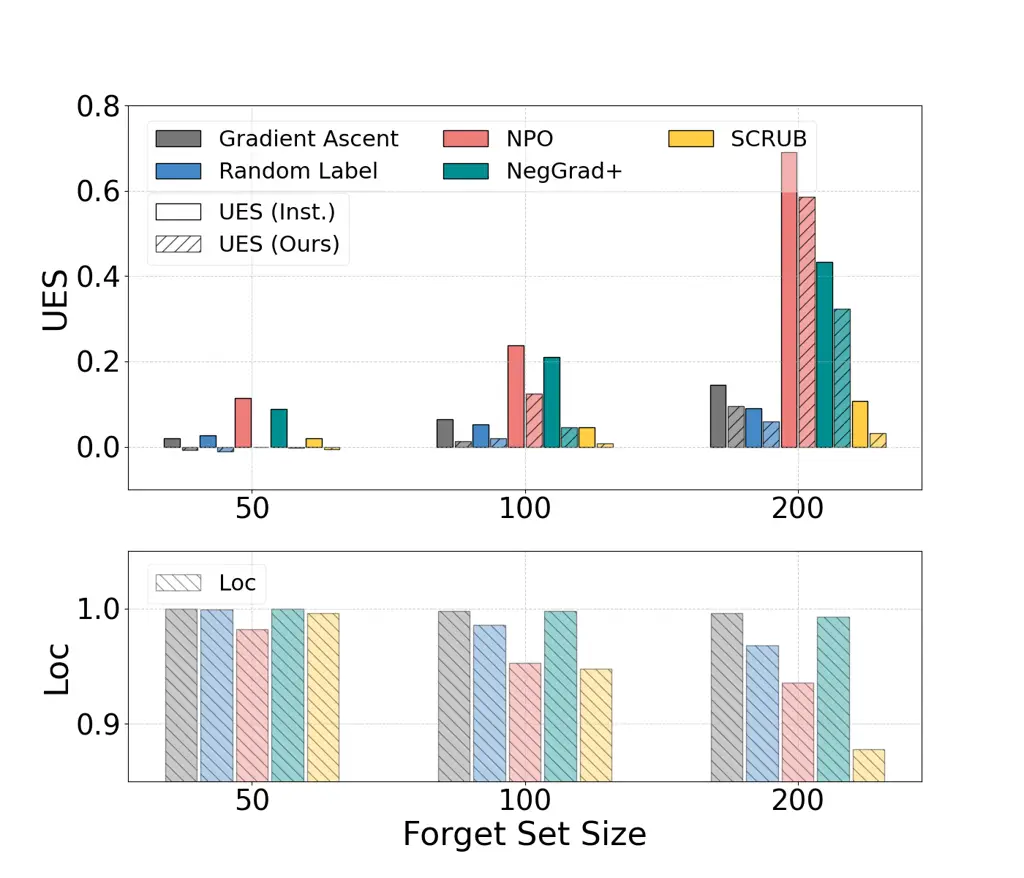 0.8
Gradient Ascent NPO SCRUB
Random Label NegGrad+
0.6
UES (Inst.)
UES (Ours)
0.4
UES
0.2
0.0
50 100 200
Loc
1.0
Loc
0.9
50 100 200
Forget Set Size